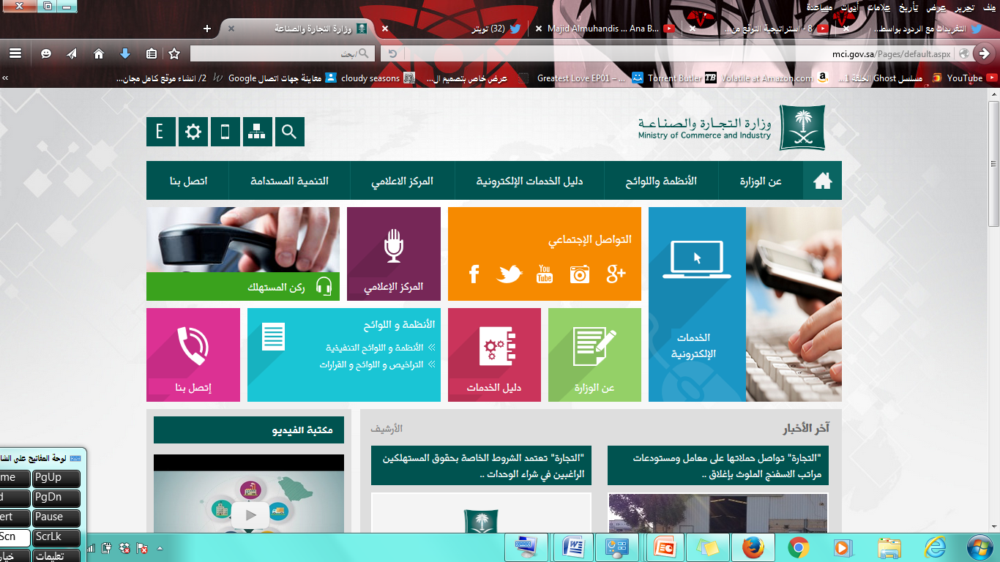 ملف تحرير عرض تأريخ علامات أدوات مساعدة
التغريدات مع الردود بواسط...
8 - استراتيجية التوقع من...
Majid Almuhandis ... Ana B...
(32) تويتر
وزارة التجارة والصناعة
mci.gov.sa/Pages/default.aspx
ابحث
YouTube
مسلسل Ghost الحلقة 1...
Volatile at Amazon.com
Torrent Butler
Greatest Love EP01 – ...
عرض خاص بتصميم ال...
cloudy seasons
معاينة جهات اتصال Google
2/ انشاء موقع كامل مجان...
وزارة التجارة والصناعة
Ministry of Commerce and Industry
E
عن الوزارة
الأنظمة واللوائح
دليل الخدمات الإلكترونية
المركز الاعلامي
التنمية المستدامة
اتصل بنا
الخدمات
الإلكترونية
التواصل الإجتماعي
You
Tube
المركز الإعلامي
ركن المستهلك
عن الوزارة
دليل الخدمات
الأنظمة و اللوائح
الأنظمة و اللوائح التنفيذية
التراخيص و اللوائح و القرارات
إتصل بنا
آخر الأخبار
الأرشيف
"التجارة" تواصل حملاتها على معامل ومستودعات
مراتب الاسفنج الملوث بإغلاق ..
"التجارة" تعتمد الشروط الخاصة بحقوق المستهلكين
الراغبين في شراء الوحدات ..
مكتبة الفيديو
لوحة المفاتيح على الشا
me PgUp
d PgDn
ert Pause
Scn ScrLk
خيار تعليمات